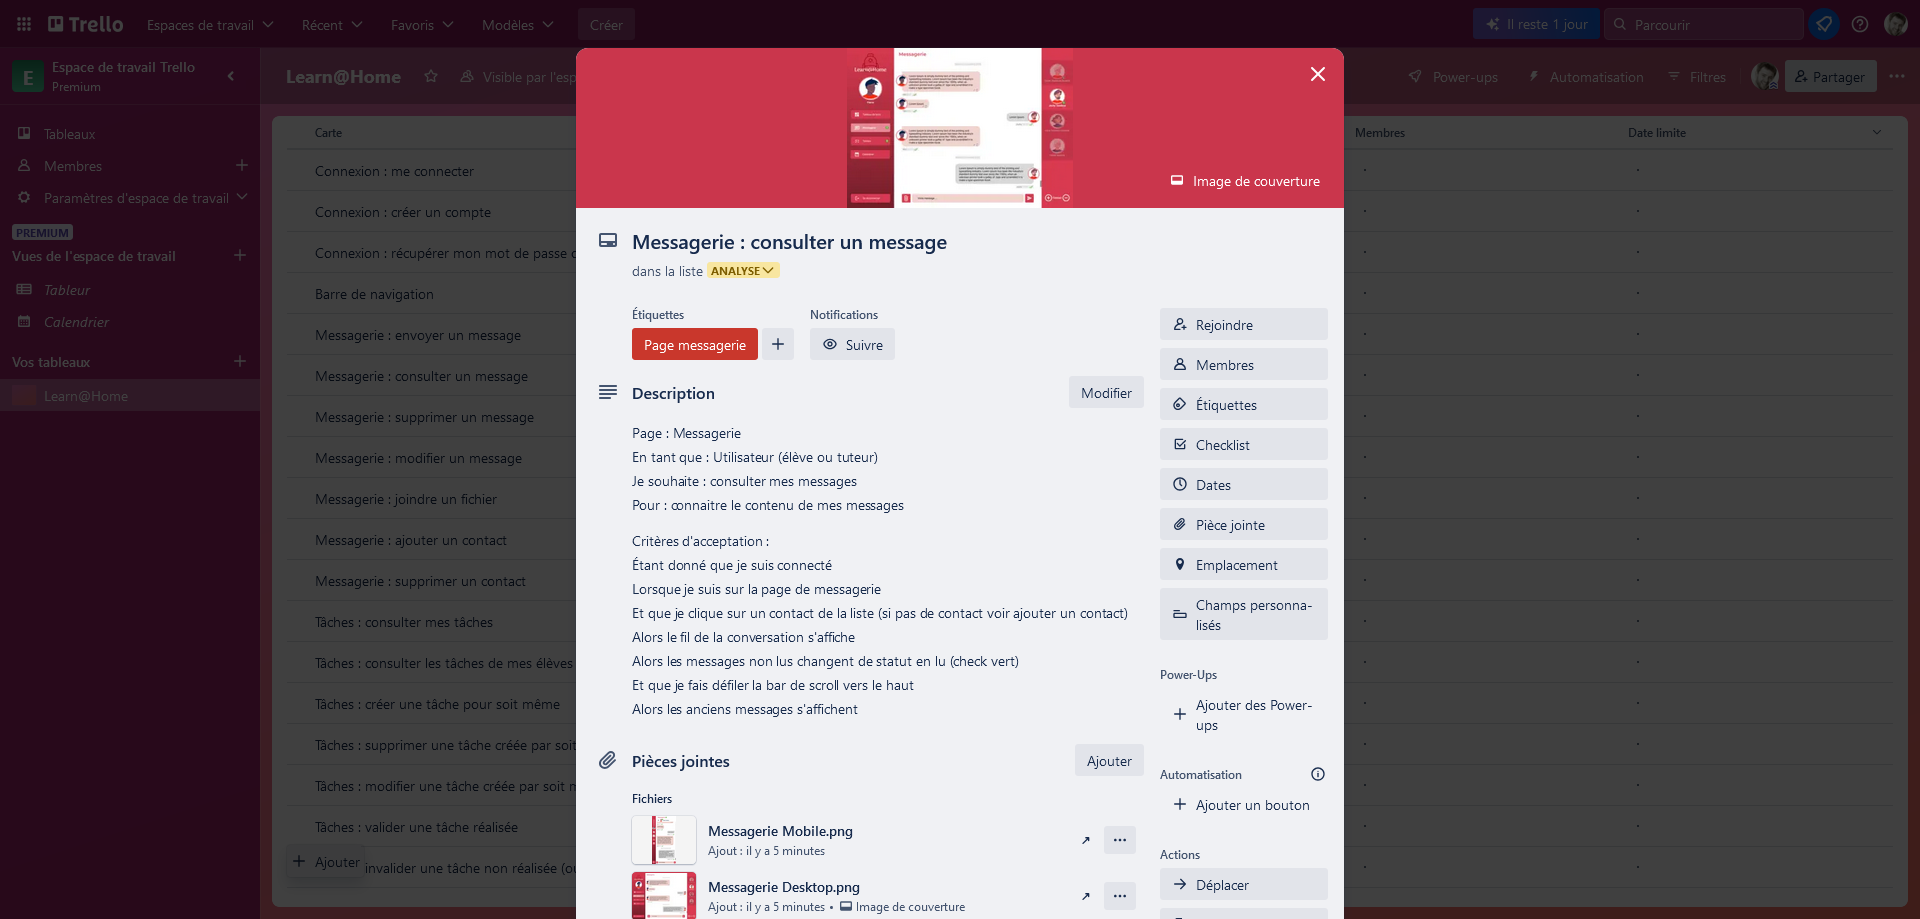 Trello
Espaces de travail
Récent
Favoris
Modèles
Créer
Il reste 1 jour
Parcourir
E
Espace de travail Trello
Premium
Learn@Home
Visible par l'esp
Power-ups
Automatisation
Filtres
Partager
Tableaux
Membres
Paramètres d'espace de travail
PREMIUM
Vues de l'espace de travail
Tableur
Calendrier
Vos tableaux
Learn@Home
Carte
Membres
Date limite
Connexion : me connecter
Connexion : créer un compte
Connexion : récupérer mon mot de passe o
Barre de navigation
Messagerie : envoyer un message
Messagerie : consulter un message
Messagerie : supprimer un message
Messagerie : modifier un message
Messagerie : joindre un fichier
Messagerie : ajouter un contact
Messagerie : supprimer un contact
Tâches : consulter mes tâches
Tâches : consulter les tâches de mes élèves
Tâches : créer une tâche pour soit même
Tâches : supprimer une tâche créée par soit
Tâches : modifier une tâche créée par soit m
Tâches : valider une tâche réalisée
Ajouter
invalider une tâche non réalisée (ou
Messagerie
Learn@Home
Image de couverture
Messagerie : consulter un message
dans la liste ANALYSE
Étiquettes
Notifications
Page messagerie
Suivre
Description
Modifier
Page : Messagerie
En tant que : Utilisateur (élève ou tuteur)
Je souhaite : consulter mes messages
Pour : connaitre le contenu de mes messages
Critères d'acceptation :
Étant donné que je suis connecté
Lorsque je suis sur la page de messagerie
Et que je clique sur un contact de la liste (si pas de contact voir ajouter un contact)
Alors le fil de la conversation s'affiche
Alors les messages non lus changent de statut en lu (check vert)
Et que je fais défiler la bar de scroll vers le haut
Alors les anciens messages s'affichent
Pièces jointes
Ajouter
Fichiers
Messagerie Mobile.png
Ajout : il y a 5 minutes
Messagerie Desktop.png
Ajout : il y a 5 minutes • Image de couverture
Rejoindre
Membres
Étiquettes
Checklist
Dates
Pièce jointe
Emplacement
Champs personna-
lisés
Power-Ups
Ajouter des Power-
ups
Automatisation
Ajouter un bouton
Actions
Déplacer